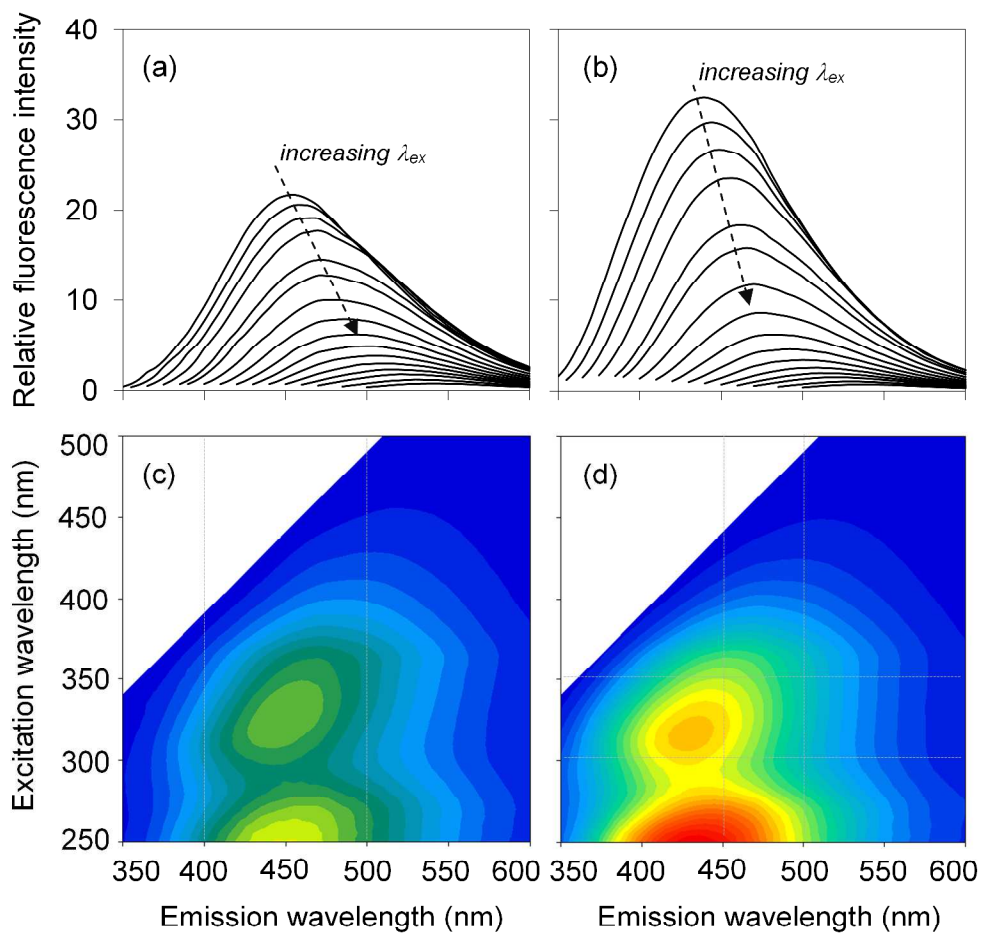 Relative fluorescence intensity
40
30
20
10
0
(a)
increasing λex
(b)
increasing λex
Excitation wavelength (nm)
500
450
400
350
300
250
(c)
(d)
350 400 450 500 550 600
350 400 450 500 550 600
Emission wavelength (nm)
Emission wavelength (nm)